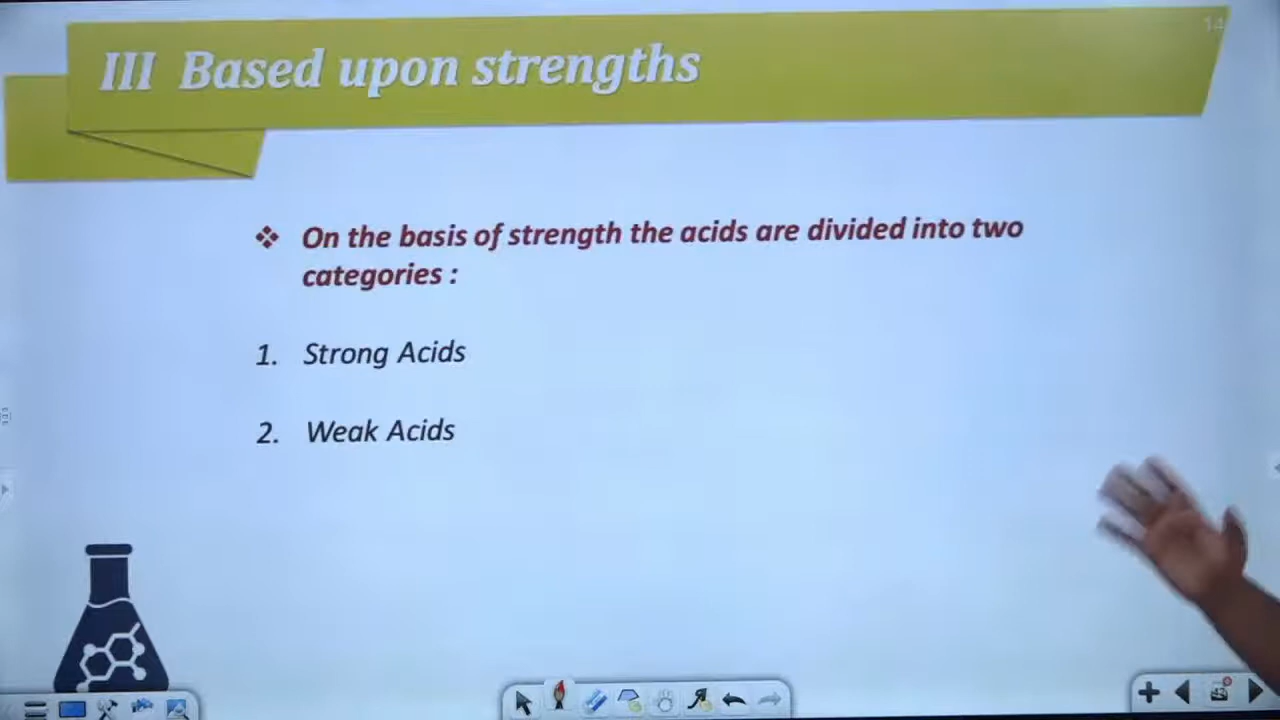 14
III Based upon strengths
❖ On the basis of strength the acids are divided into two
categories :
1. Strong Acids
2. Weak Acids